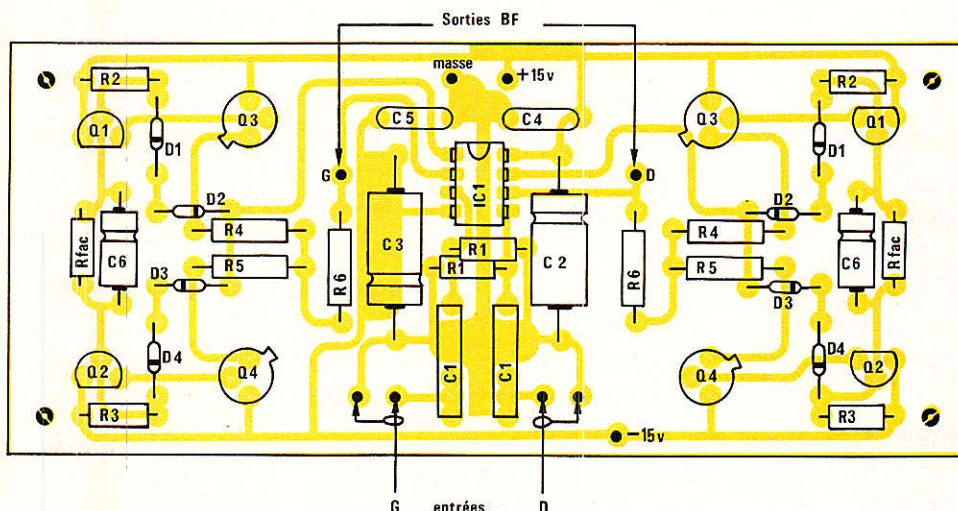 Sorties BF
masse
+15v
R2
R2
C5
C4
Q1
Q3
Q3
Q1
D1
D1
G
IC1
D
D2
D2
R4
R4
Rfac
C6
C3
R1
C2
C6
Rfac
R5
R6
R1
R6
R5
D3
D3
D4
D4
Q2
Q4
C1
C1
Q4
Q2
R3
R3
-15v
G entrées D